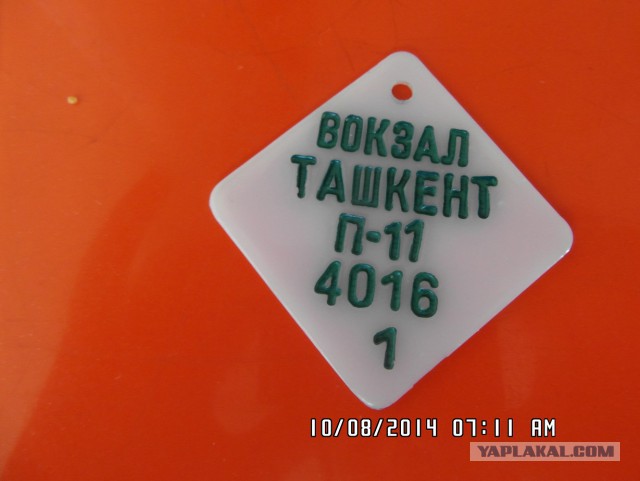 ВОКЗАЛ
ТАШКЕНТ
П-11
4016
1
10/08/2014 07:11 AM
YAPLAKAL.COM